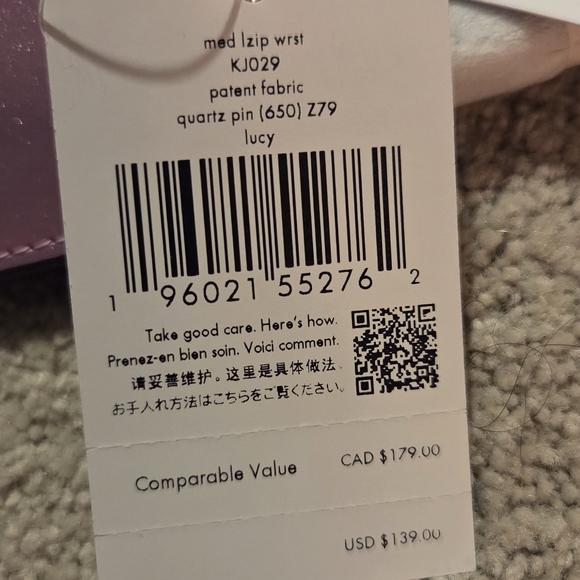 med lzip wrst
KJ029
patent fabric
quartz pin (650) Z79
lucy
1 96021 55276 2
Take good care. Here's how.
Prenez-en bien soin. Voici comment.
请妥善维护。这里是具体做法。
お手入れ方法はこちらをご覧ください。
Comparable Value CAD $179.00
USD $139.00